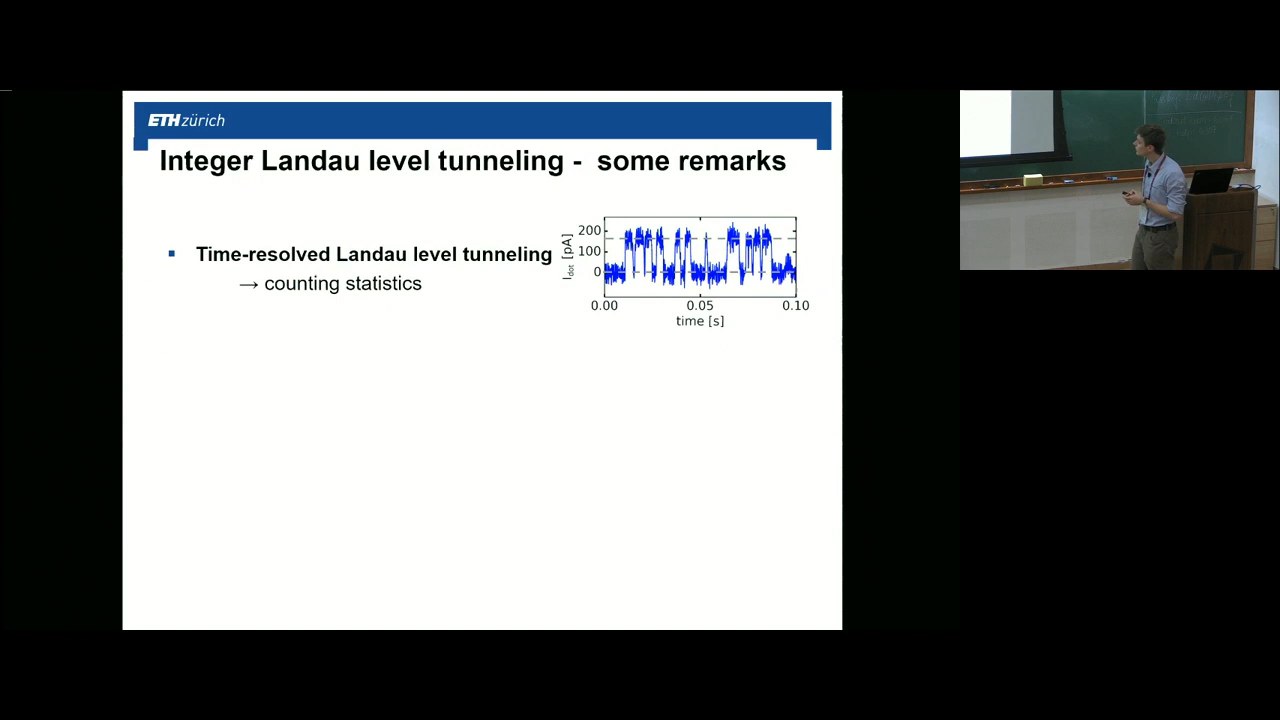 ETH zürich
Integer Landau level tunneling - some remarks
▪ Time-resolved Landau level tunneling
→ counting statistics
I_dot [pA]
200
100
0
0.00 0.05 0.10
time [s]